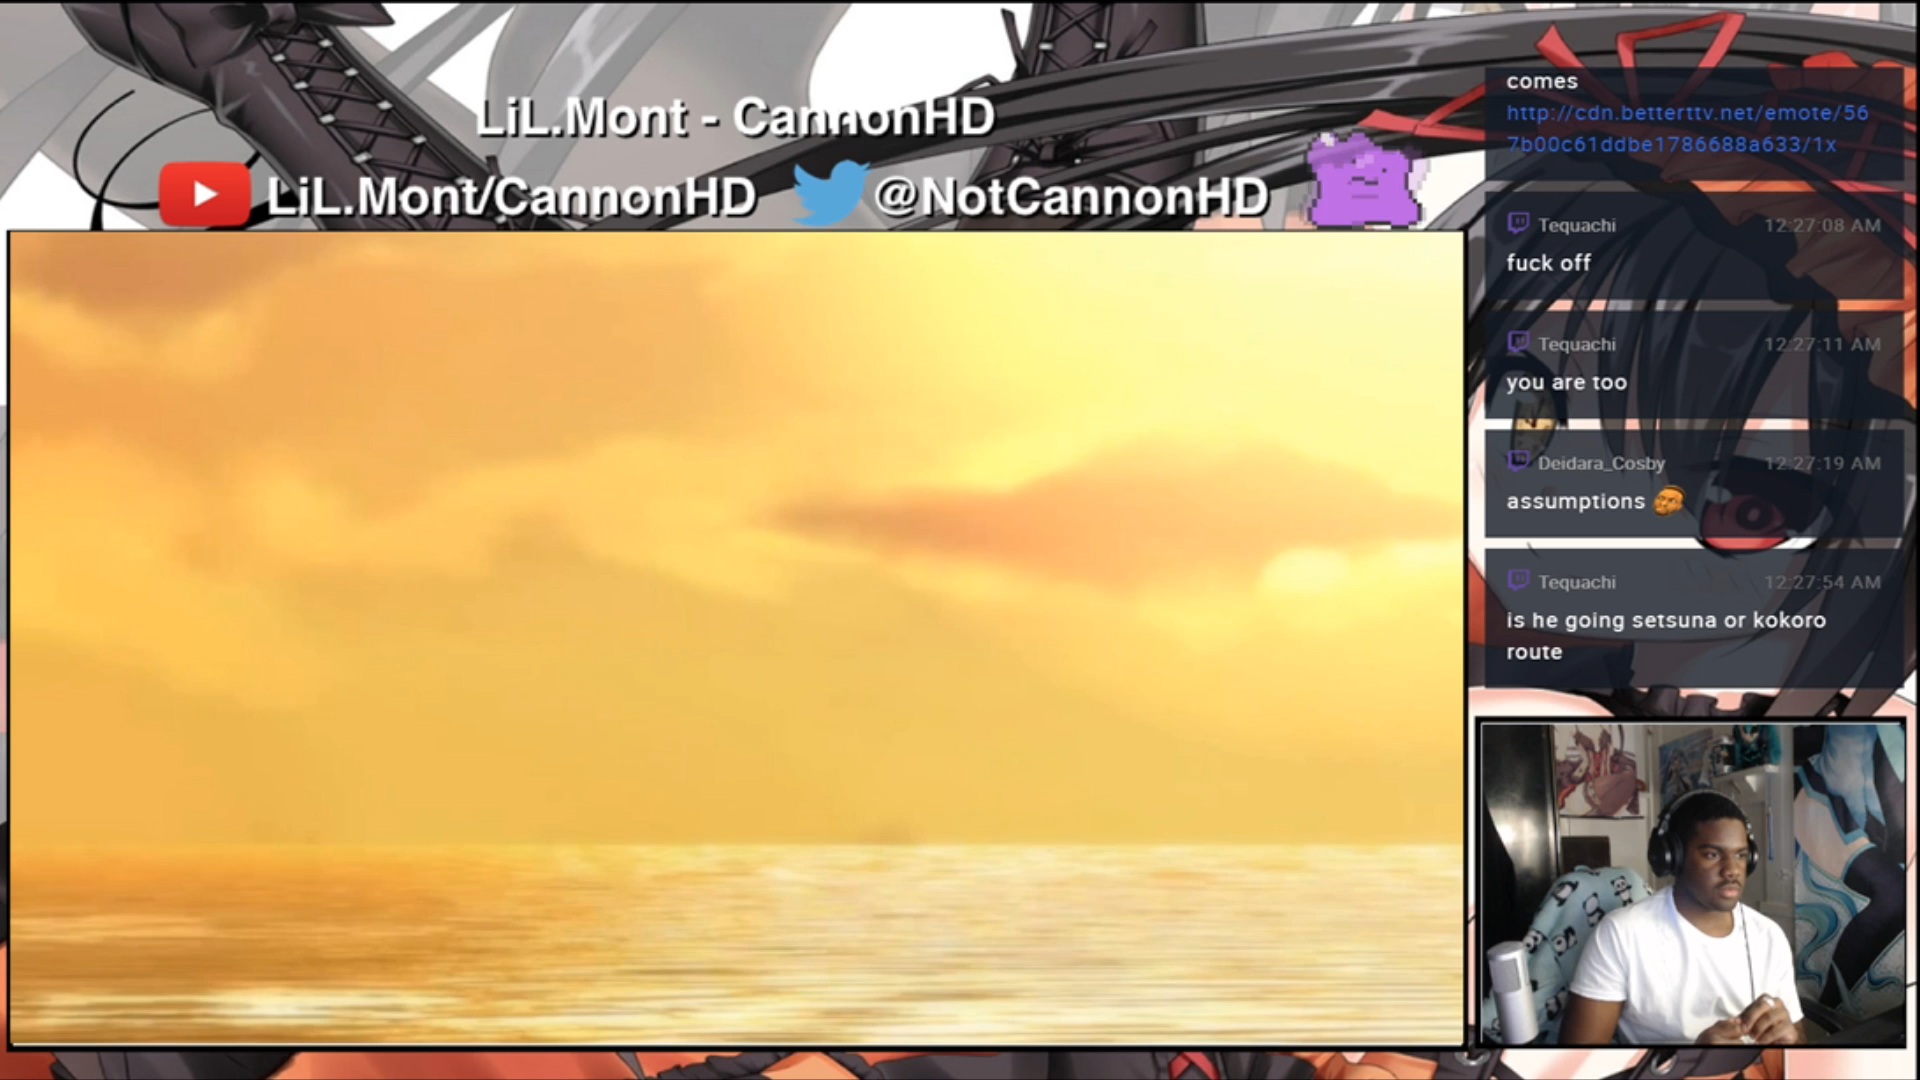 LiL.Mont - CannonHD
LiL.Mont/CannonHD @NotCannonHD
comes
http://cdn.betterttv.net/emote/56
7b00c61ddbe1786688a633/1x
Tequachi 12:27:08 AM
fuck off
Tequachi 12:27:11 AM
you are too
Deidara_Cosby 12:27:19 AM
assumptions
Tequachi 12:27:54 AM
is he going setsuna or kokoro
route